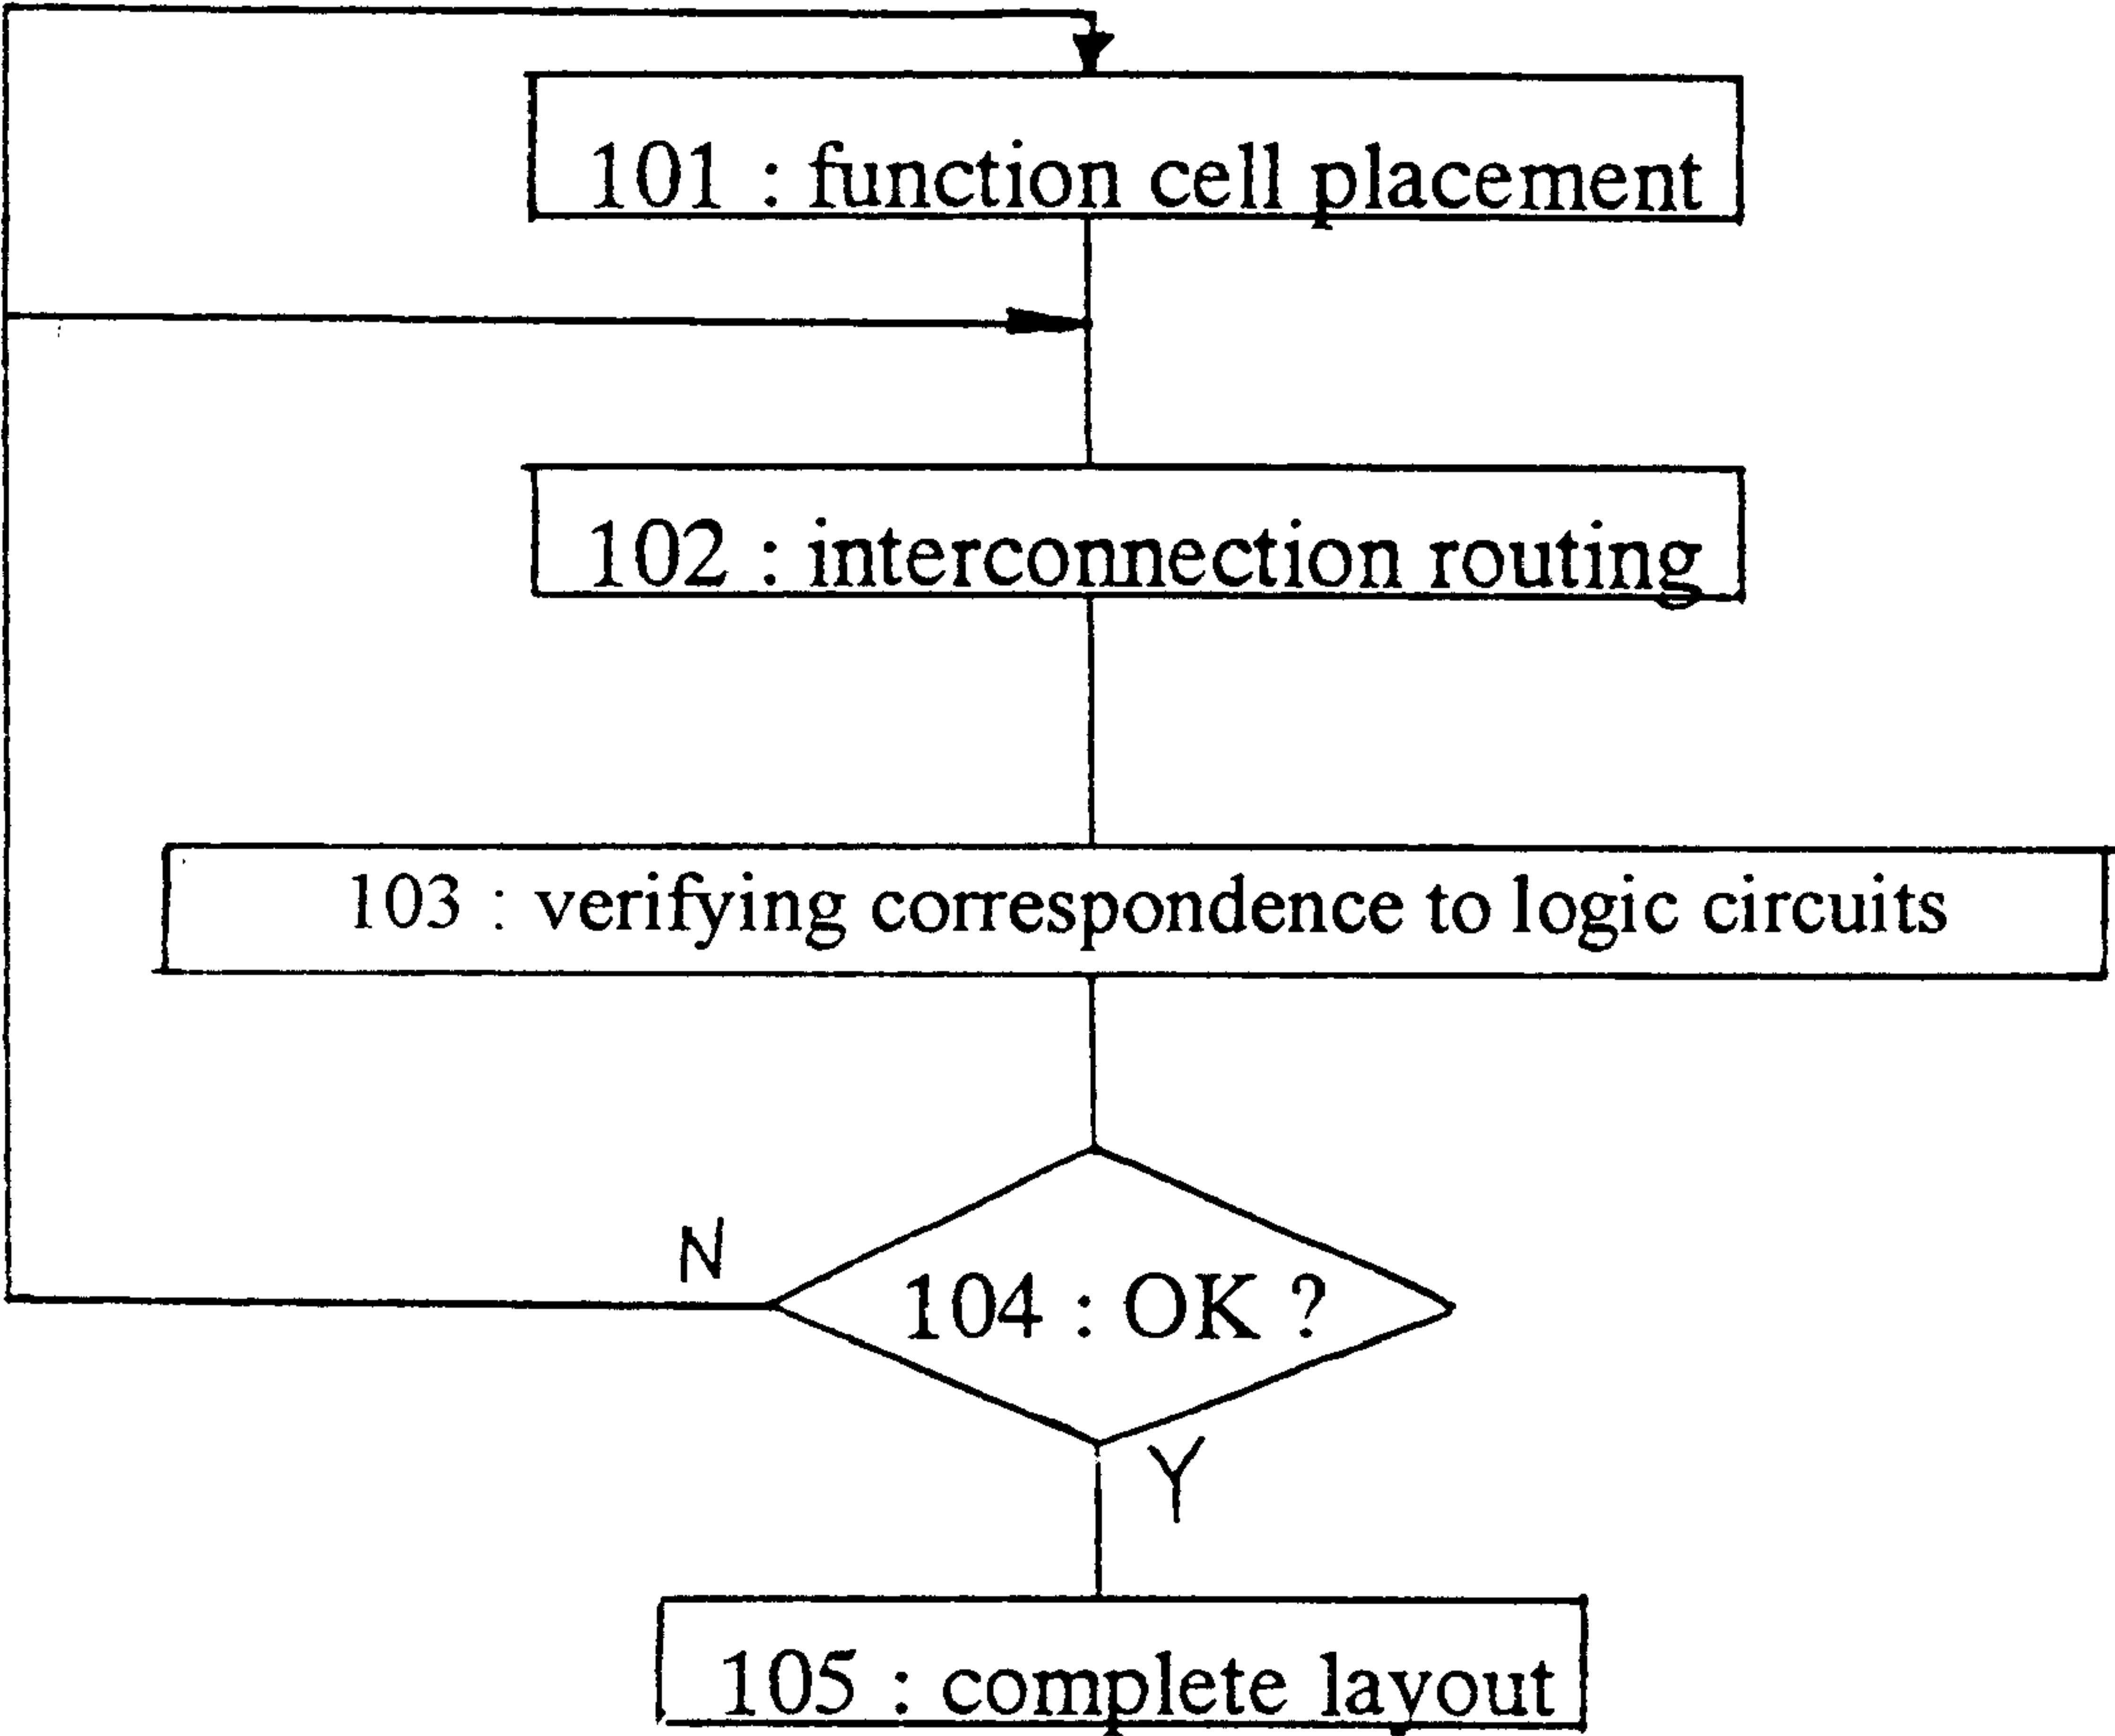 101 : function cell placement
102 : interconnection routing
103 : verifying correspondence to logic circuits
N
104 : OK ?
Y
105 : complete layout